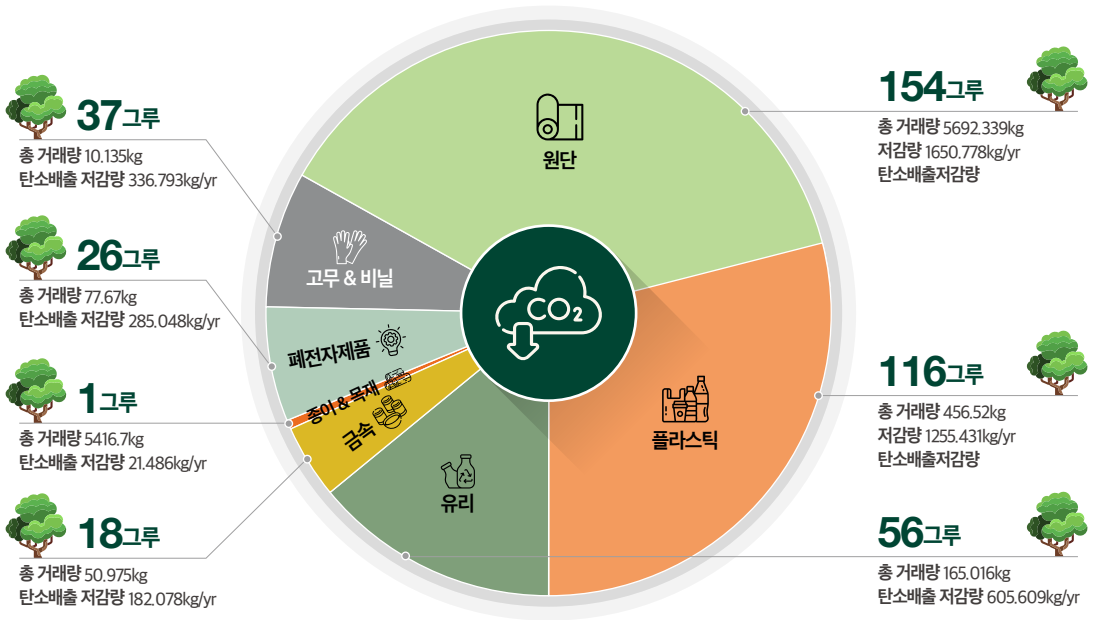 37그루
총 거래량 10.135kg
탄소배출 저감량 336.793kg/yr
26그루
총 거래량 77.67kg
탄소배출 저감량 285.048kg/yr
1그루
총 거래량 5416.7kg
탄소배출 저감량 21.486kg/yr
18그루
총 거래량 50.975kg
탄소배출 저감량 182.078kg/yr
원단
고무 & 비닐
폐전자제품
종이 & 목재
금속
유리
플라스틱
CO2
154그루
총 거래량 5692.339kg
저감량 1650.778kg/yr
탄소배출저감량
116그루
총 거래량 456.52kg
저감량 1255.431kg/yr
탄소배출저감량
56그루
총 거래량 165.016kg
탄소배출 저감량 605.609kg/yr